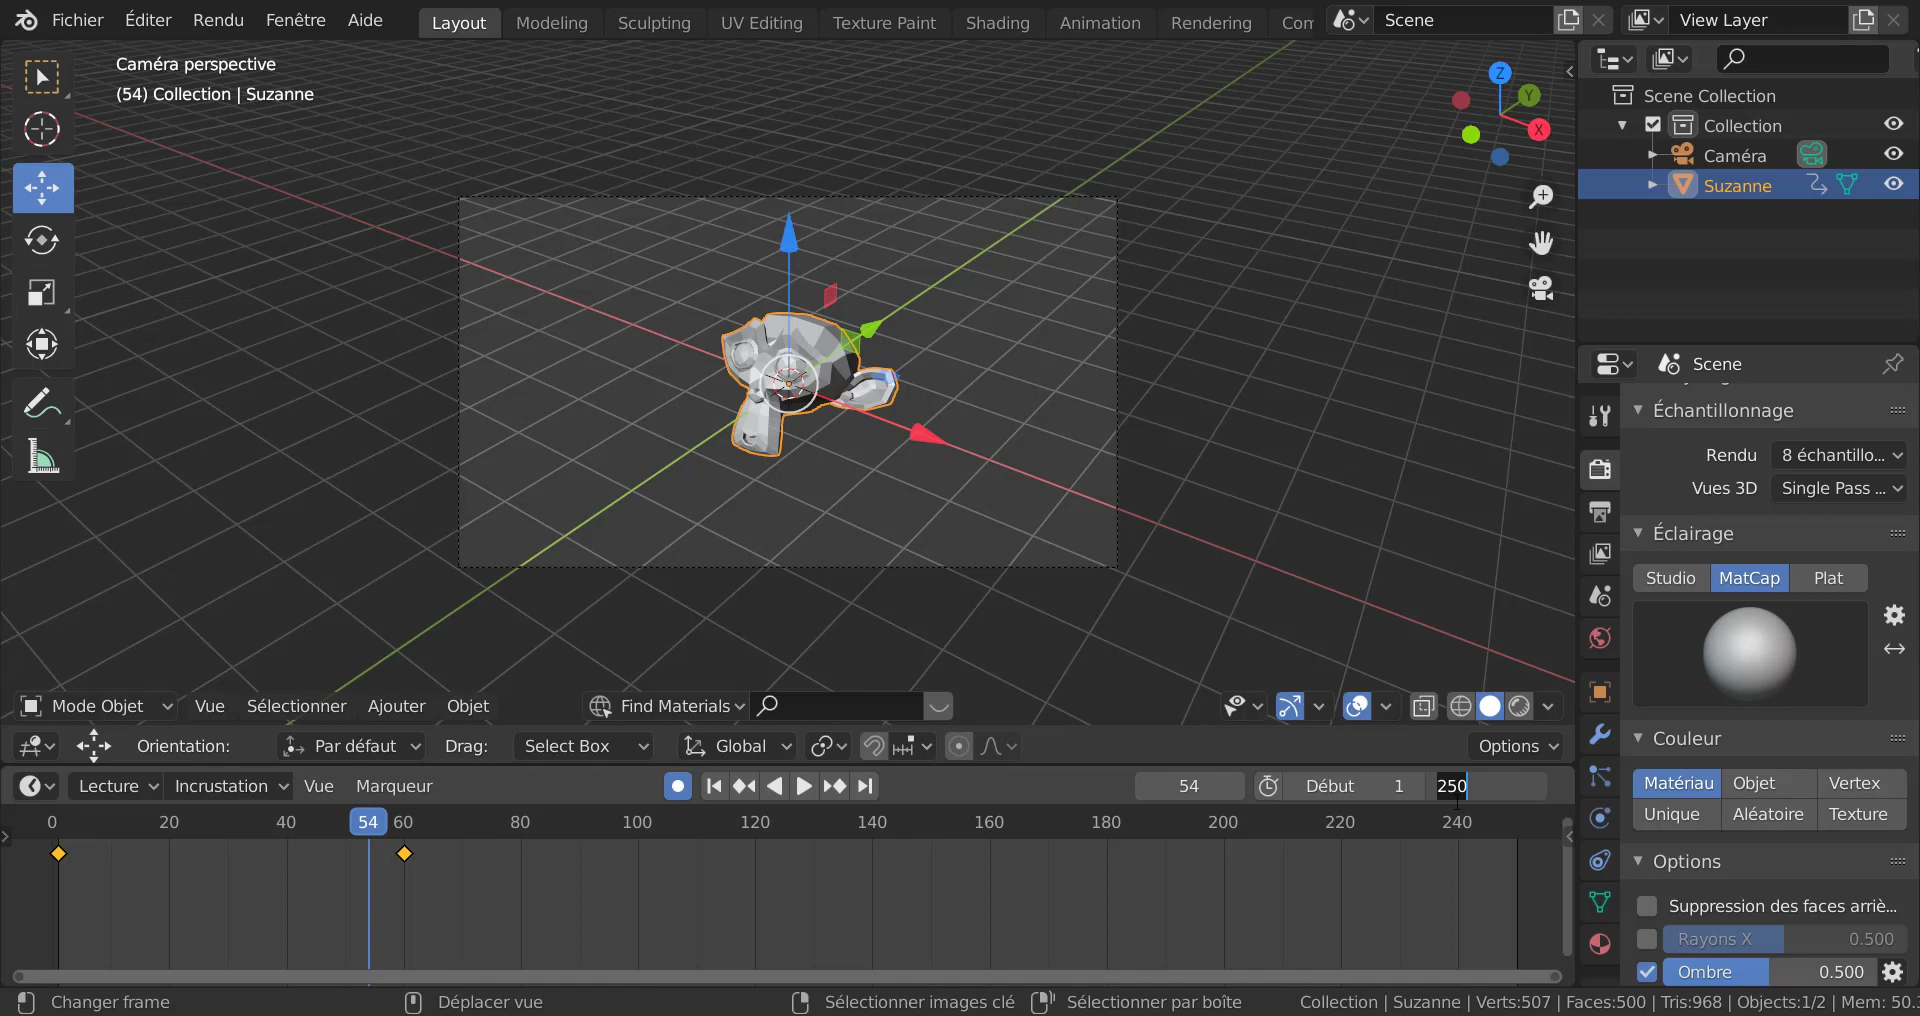 Fichier Éditer Rendu Fenêtre Aide Layout Modeling Sculpting UV Editing Texture Paint Shading Animation Rendering Com Scene View Layer
Caméra perspective
(54) Collection | Suzanne
Z
Y
X
Scene Collection
Collection
Caméra
Suzanne
Scene
Échantillonnage
Rendu 8 échantillo...
Vues 3D Single Pass ...
Éclairage
Studio MatCap Plat
Couleur
Matériau Objet Vertex
Unique Aléatoire Texture
Options
Suppression des faces arriè...
Rayons X 0.500
Ombre 0.500
Mode Objet Vue Sélectionner Ajouter Objet Find Materials
Orientation: Par défaut Drag: Select Box Global Options
Lecture Incrustation Vue Marqueur 54 Début 1 250
0 20 40 54 60 80 100 120 140 160 180 200 220 240
Changer frame Déplacer vue Sélectionner images clé Sélectionner par boîte Collection | Suzanne | Verts:507 | Faces:500 | Tris:968 | Objects:1/2 | Mem: 50.